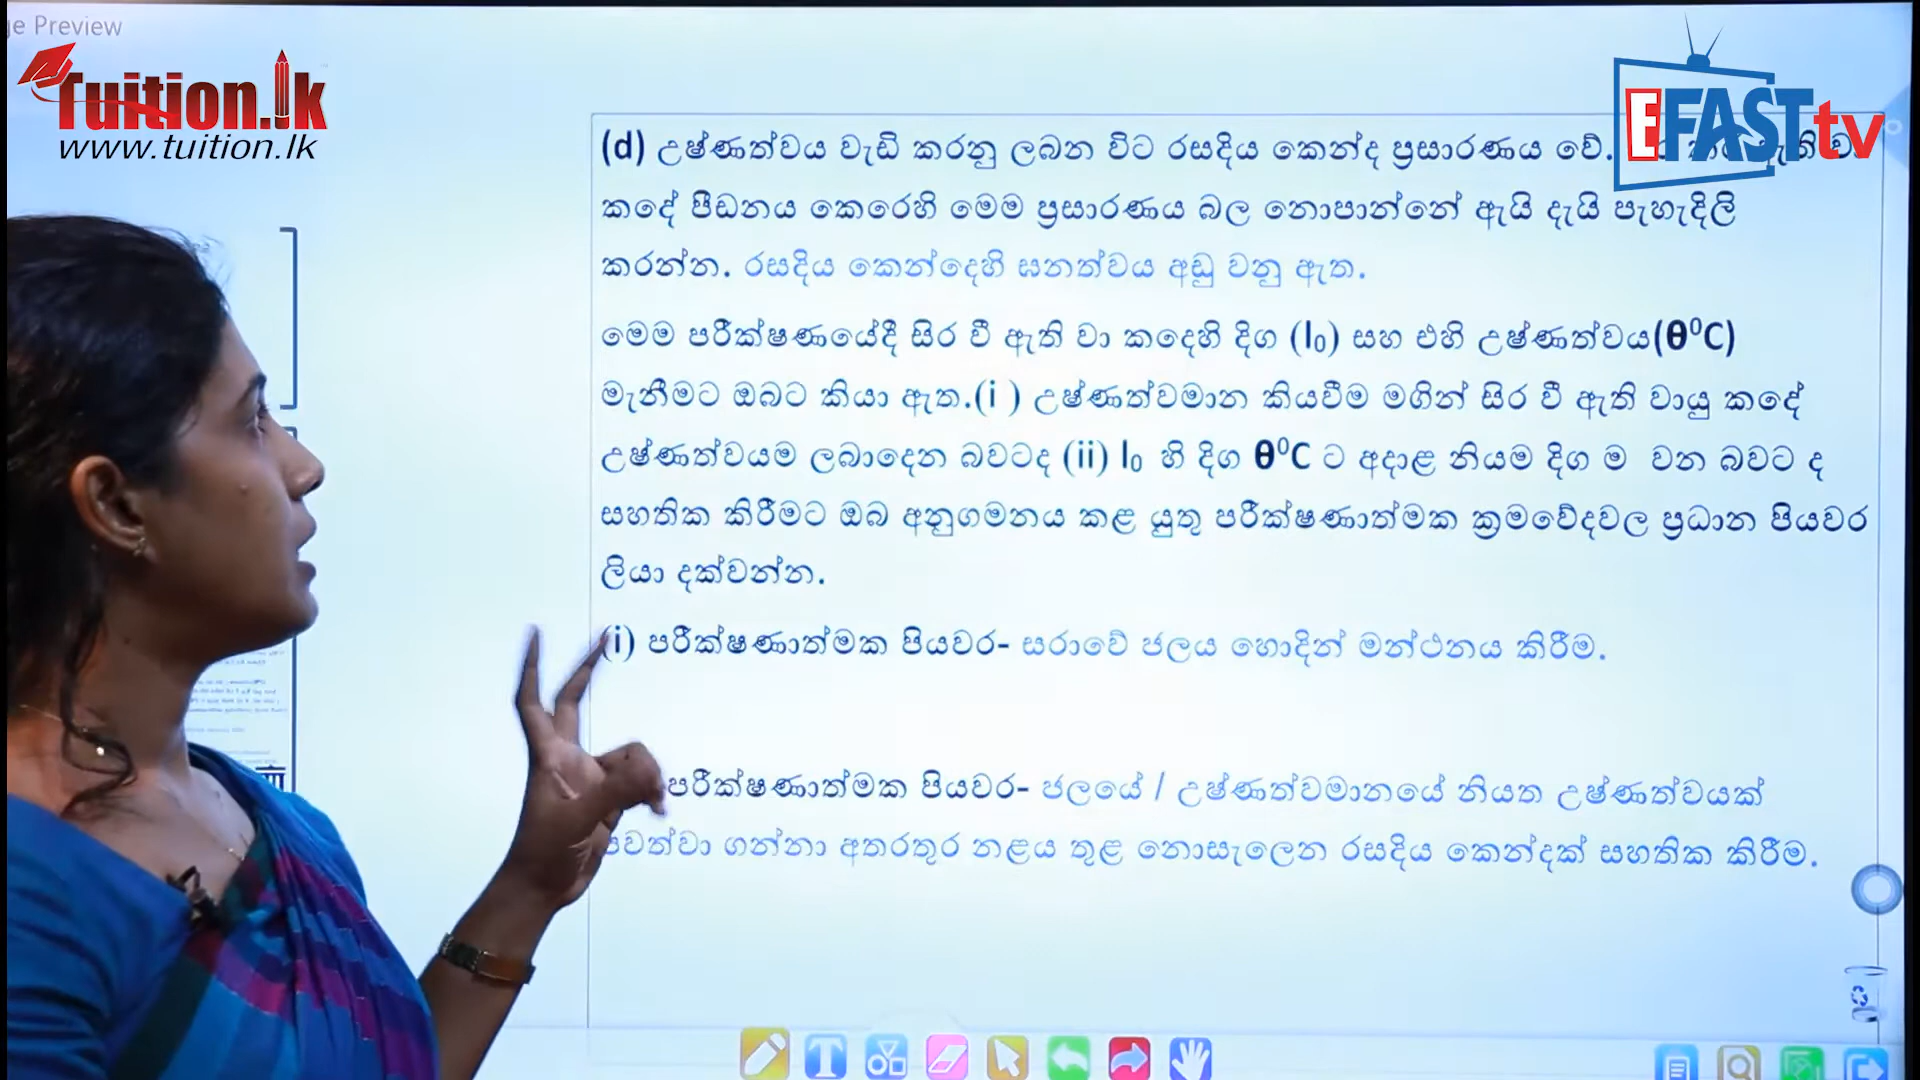 ge Preview
Tuition.lk
www.tuition.lk
EFAST tv
(d) උෂ්ණත්වය වැඩි කරනු ලබන විට රසදිය කෙන්ද ප්‍රසාරණය වේ.
කදේ පීඩනය කෙරෙහි මෙම ප්‍රසාරණය බල නොපාන්නේ ඇයි දැයි පැහැදිලි
කරන්න. රසදිය කෙන්දෙහි ඝනත්වය අඩු වනු ඇත.
මෙම පරීක්ෂණයේදී සිර වී ඇති වා කදෙහි දිග (l₀) සහ එහි උෂ්ණත්වය(θ⁰C)
මැනීමට ඔබට කියා ඇත.(i ) උෂ්ණත්වමාන කියවීම මගින් සිර වී ඇති වායු කදේ
උෂ්ණත්වයම ලබාදෙන බවටද (ii) l₀ හි දිග θ⁰C ට අදාළ නියම දිග ම වන බවට ද
සහතික කිරීමට ඔබ අනුගමනය කළ යුතු පරීක්ෂණාත්මක ක්‍රමවේදවල ප්‍රධාන පියවර
ලියා දක්වන්න.
(i) පරීක්ෂණාත්මක පියවර- සරාවේ ජලය හොදින් මන්ථනය කිරීම.
පරීක්ෂණාත්මක පියවර- ජලයේ / උෂ්ණත්වමානයේ නියත උෂ්ණත්වයක්
පවත්වා ගන්නා අතරතුර නළය තුළ නොසැලෙන රසදිය කෙන්දක් සහතික කිරීම.